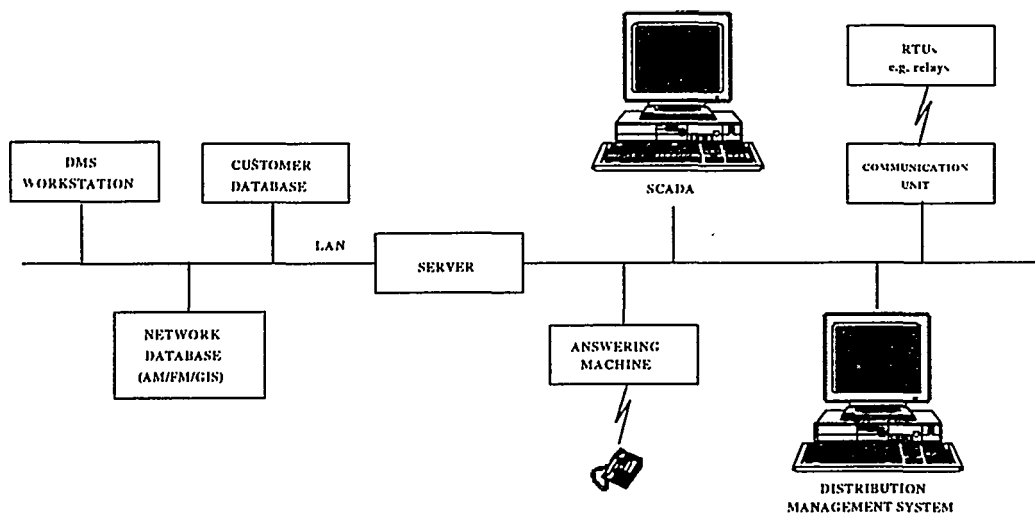 RTUs
e.g. relays
DMS
WORKSTATION
CUSTOMER
DATABASE
SCADA
COMMUNICATION
UNIT
LAN
SERVER
NETWORK
DATABASE
(AM/FM/GIS)
ANSWERING
MACHINE
DISTRIBUTION
MANAGEMENT SYSTEM